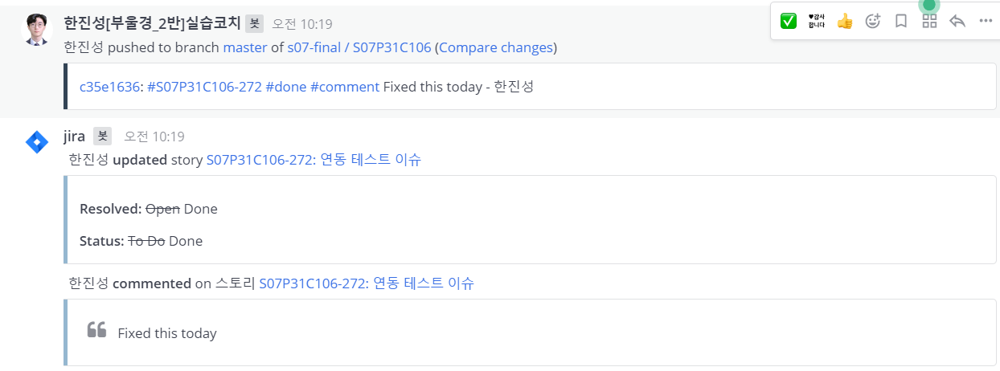 한진성[부울경_2반]실습코치 봇 오전 10:19
♥감사
합니다
한진성 pushed to branch master of s07-final / S07P31C106 (Compare changes)
c35e1636: #S07P31C106-272 #done #comment Fixed this today - 한진성
jira 봇 오전 10:19
한진성 updated story S07P31C106-272: 연동 테스트 이슈
Resolved: Open Done
Status: To Do Done
한진성 commented on 스토리 S07P31C106-272: 연동 테스트 이슈
Fixed this today